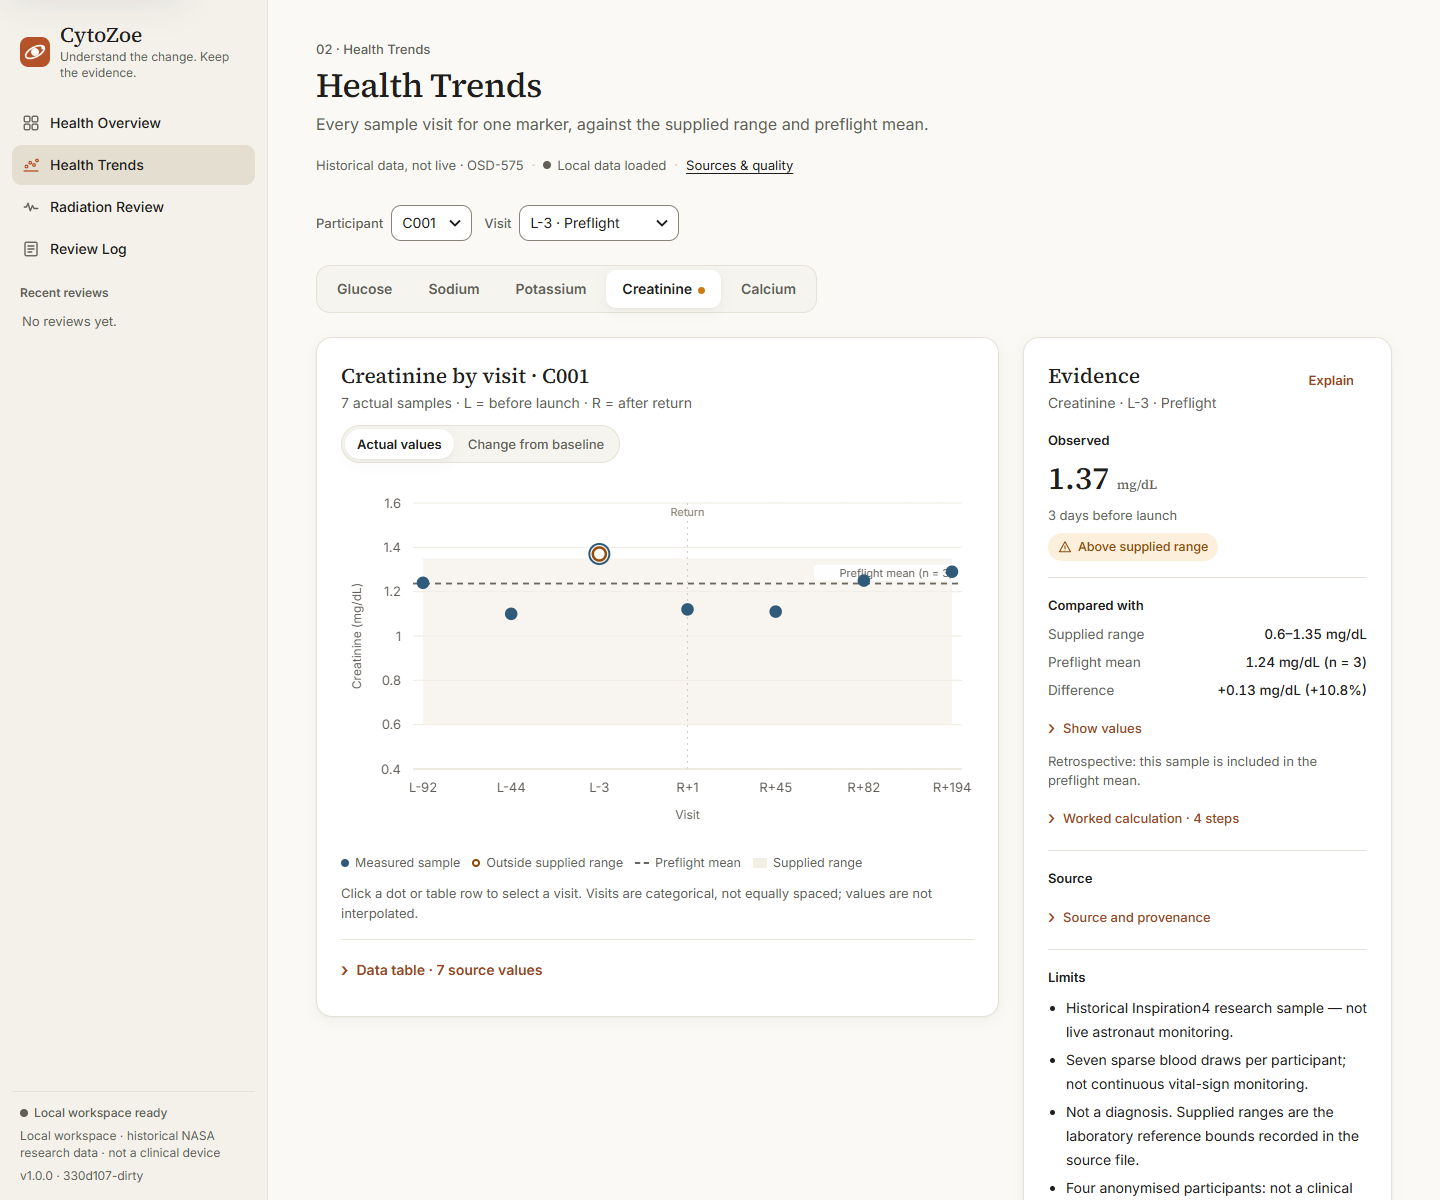 CytoZoe
Understand the change. Keep
the evidence.
Health Overview
Health Trends
Radiation Review
Review Log
Recent reviews
No reviews yet.
Local workspace ready
Local workspace · historical NASA
research data · not a clinical device
v1.0.0 · 330d107-dirty
02 · Health Trends
Health Trends
Every sample visit for one marker, against the supplied range and preflight mean.
Historical data, not live · OSD-575 · Local data loaded · Sources & quality
Participant C001 Visit L-3 · Preflight
Glucose Sodium Potassium Creatinine Calcium
Creatinine by visit · C001
7 actual samples · L = before launch · R = after return
Actual values Change from baseline
1.6
Return
1.4
Preflight mean (n = 3
1.2
1
0.8
0.6
0.4
Creatinine (mg/dL)
L-92 L-44 L-3 R+1 R+45 R+82 R+194
Visit
Measured sample Outside supplied range Preflight mean Supplied range
Click a dot or table row to select a visit. Visits are categorical, not equally spaced; values are not
interpolated.
Data table · 7 source values
Evidence
Explain
Creatinine · L-3 · Preflight
Observed
1.37 mg/dL
3 days before launch
Above supplied range
Compared with
Supplied range 0.6–1.35 mg/dL
Preflight mean 1.24 mg/dL (n = 3)
Difference +0.13 mg/dL (+10.8%)
Show values
Retrospective: this sample is included in the
preflight mean.
Worked calculation · 4 steps
Source
Source and provenance
Limits
• Historical Inspiration4 research sample — not
live astronaut monitoring.
• Seven sparse blood draws per participant;
not continuous vital-sign monitoring.
• Not a diagnosis. Supplied ranges are the
laboratory reference bounds recorded in the
source file.
• Four anonymised participants: not a clinical